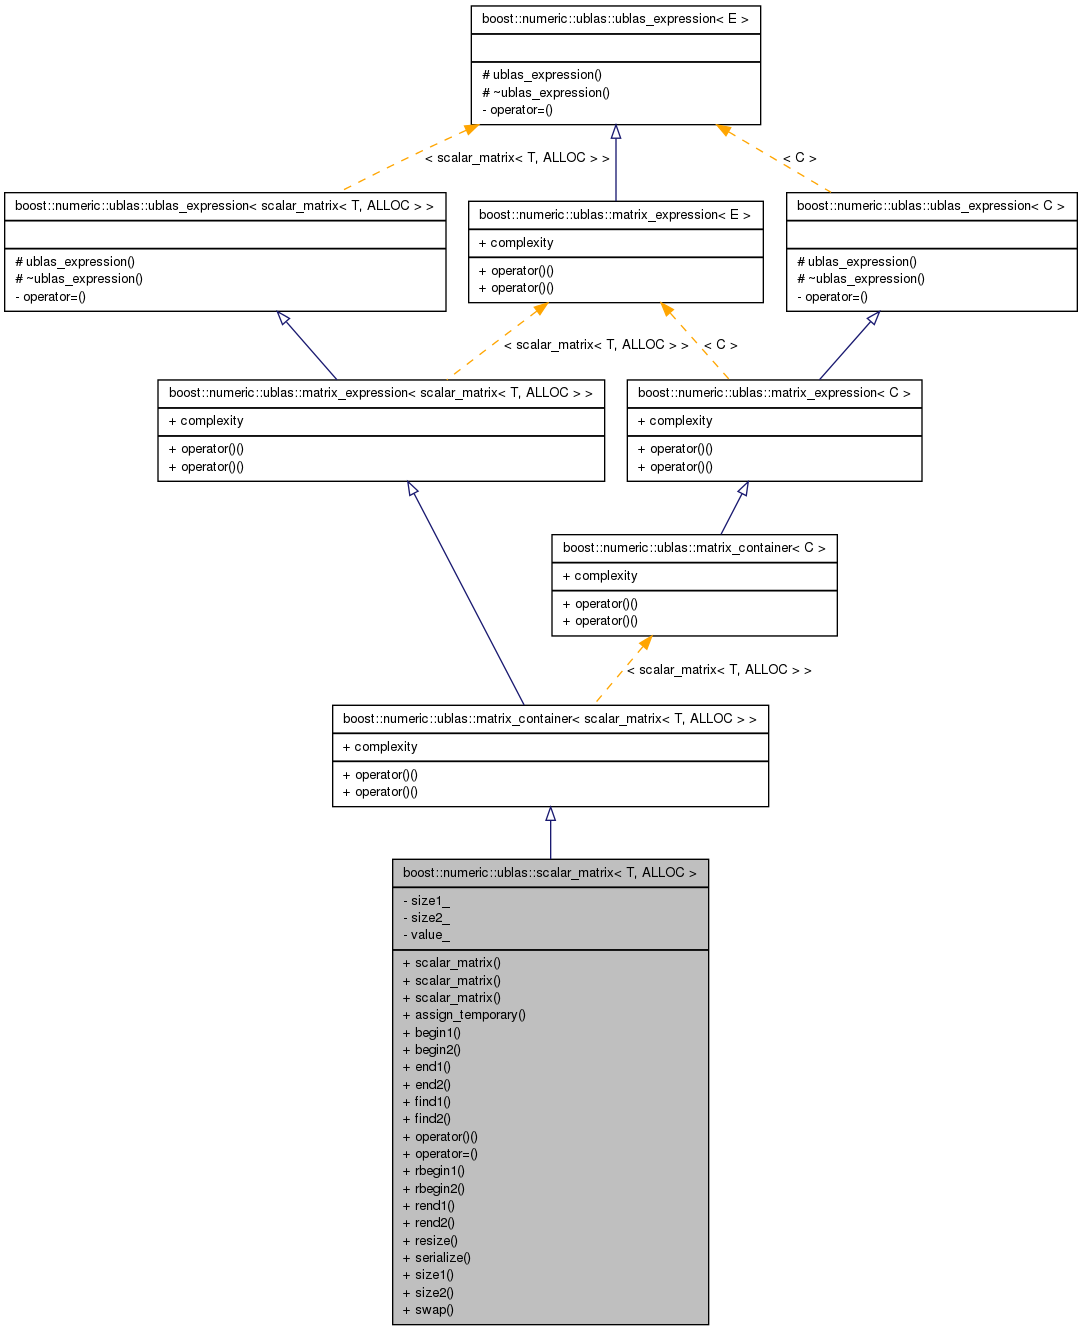 boost::numeric::ublas::ublas_expression< E >
# ublas_expression()
# ~ublas_expression()
- operator=()
< scalar_matrix< T, ALLOC > >
< C >
boost::numeric::ublas::ublas_expression< scalar_matrix< T, ALLOC > >
# ublas_expression()
# ~ublas_expression()
- operator=()
boost::numeric::ublas::matrix_expression< E >
+ complexity
+ operator()()
+ operator()()
boost::numeric::ublas::ublas_expression< C >
# ublas_expression()
# ~ublas_expression()
- operator=()
< scalar_matrix< T, ALLOC > >
< C >
boost::numeric::ublas::matrix_expression< scalar_matrix< T, ALLOC > >
+ complexity
+ operator()()
+ operator()()
boost::numeric::ublas::matrix_expression< C >
+ complexity
+ operator()()
+ operator()()
boost::numeric::ublas::matrix_container< C >
+ complexity
+ operator()()
+ operator()()
< scalar_matrix< T, ALLOC > >
boost::numeric::ublas::matrix_container< scalar_matrix< T, ALLOC > >
+ complexity
+ operator()()
+ operator()()
boost::numeric::ublas::scalar_matrix< T, ALLOC >
- size1_
- size2_
- value_
+ scalar_matrix()
+ scalar_matrix()
+ scalar_matrix()
+ assign_temporary()
+ begin1()
+ begin2()
+ end1()
+ end2()
+ find1()
+ find2()
+ operator()()
+ operator=()
+ rbegin1()
+ rbegin2()
+ rend1()
+ rend2()
+ resize()
+ serialize()
+ size1()
+ size2()
+ swap()